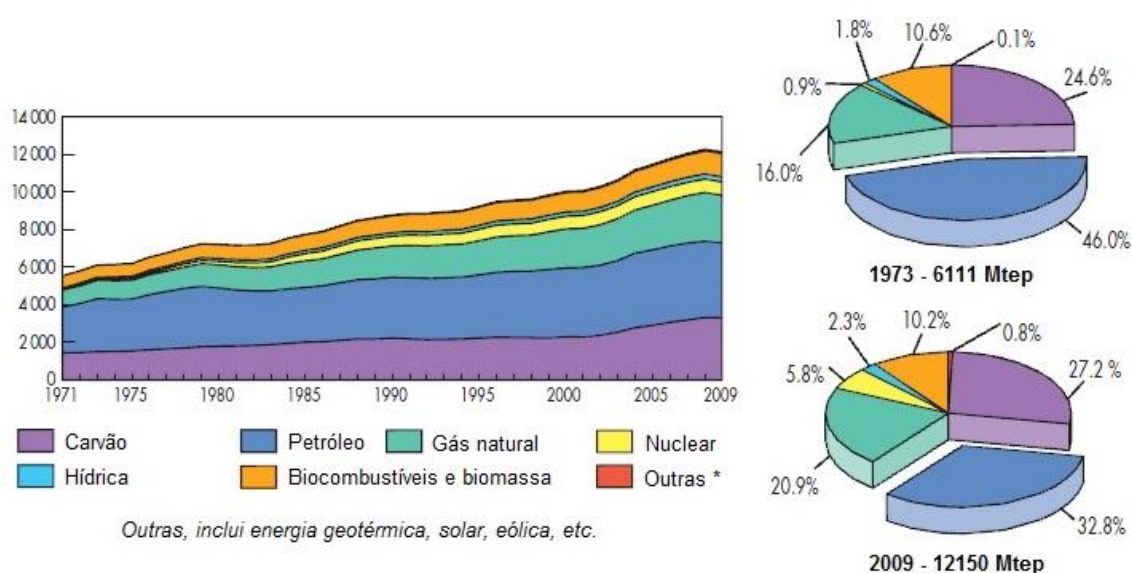 14 000
12 000
10 000
8 000
6 000
4 000
2 000
0
1971 1975 1980 1985 1990 1995 2000 2005 2009
Carvão Petróleo Gás natural Nuclear
Hídrica Biocombustíveis e biomassa Outras *
Outras, inclui energia geotérmica, solar, eólica, etc.
1.8% 10.6% 0.1%
0.9% 24.6%
16.0%
46.0%
1973 - 6111 Mtep
2.3% 10.2% 0.8%
5.8% 27.2 %
20.9%
32.8%
2009 - 12150 Mtep